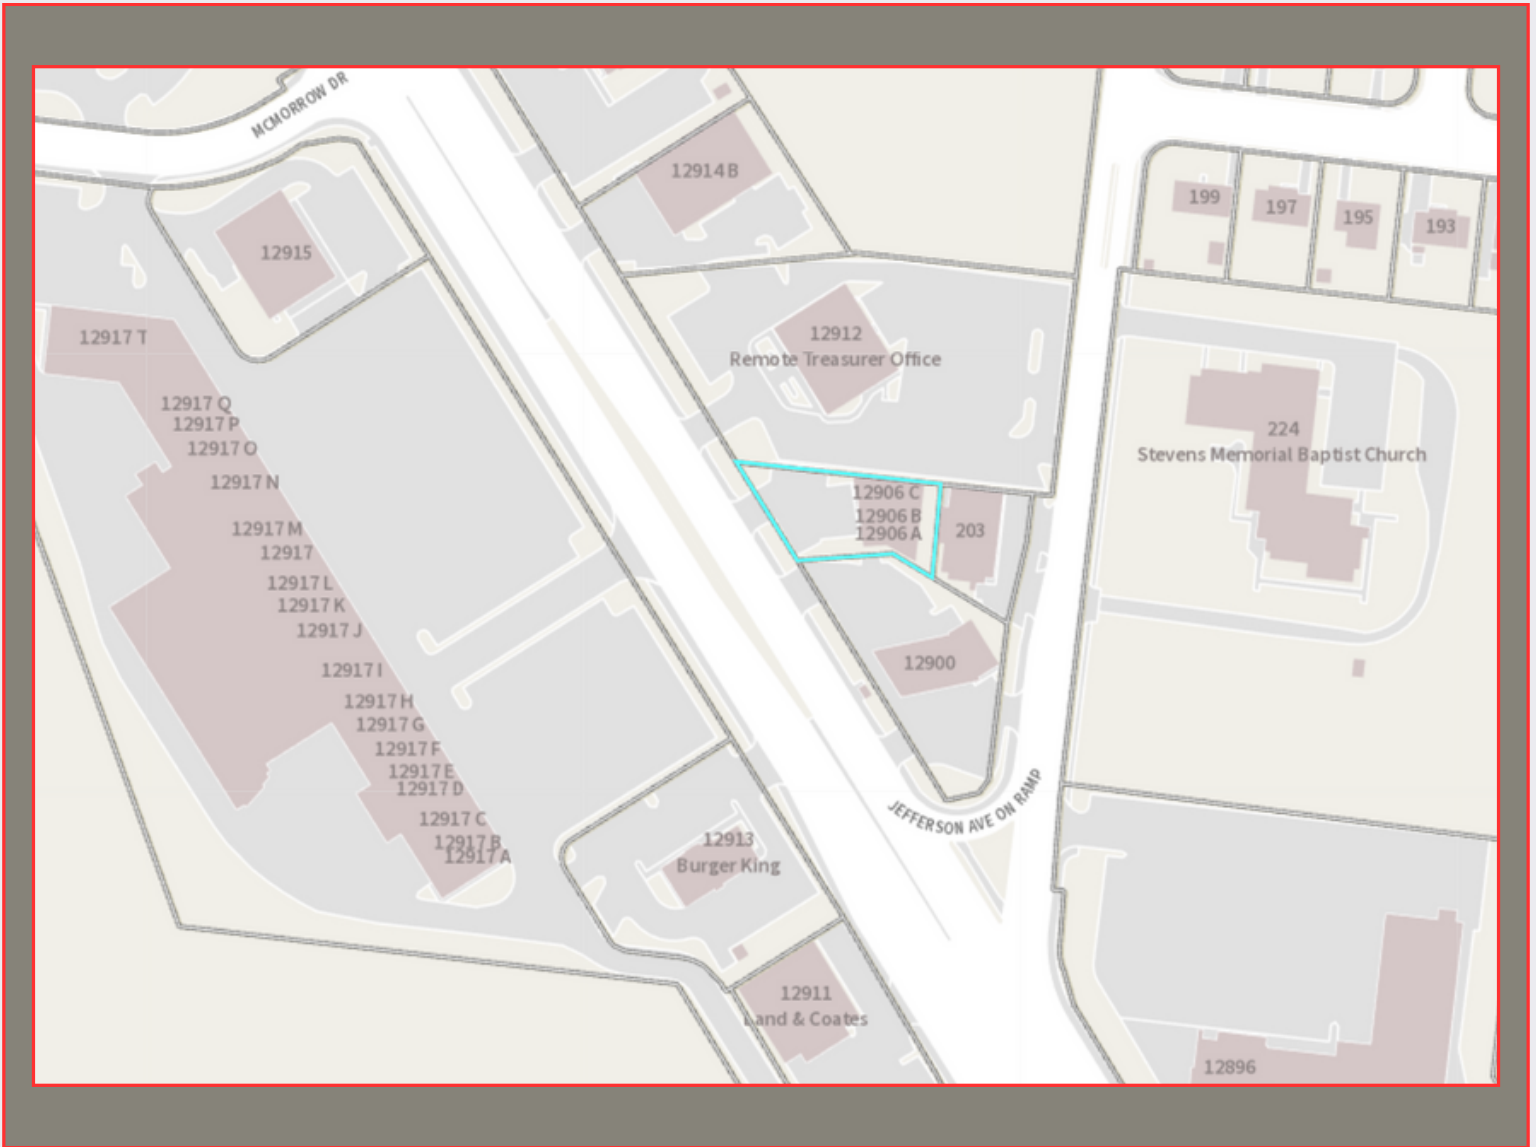 MCMORROW DR
12914 B
12915
199
197
195
193
12917 T
12912
Remote Treasurer Office
12917 Q
12917 P
12917 O
12917 N
12917 M
12917
12917 L
12917 K
12917 J
12917 I
12917 H
12917 G
12917 F
12917 E
12917 D
12917 C
12917 B
12917 A
224
Stevens Memorial Baptist Church
12906 C
12906 B
12906 A
203
12900
JEFFERSON AVE ON RAMP
12913
Burger King
12911
Land & Coates
12896